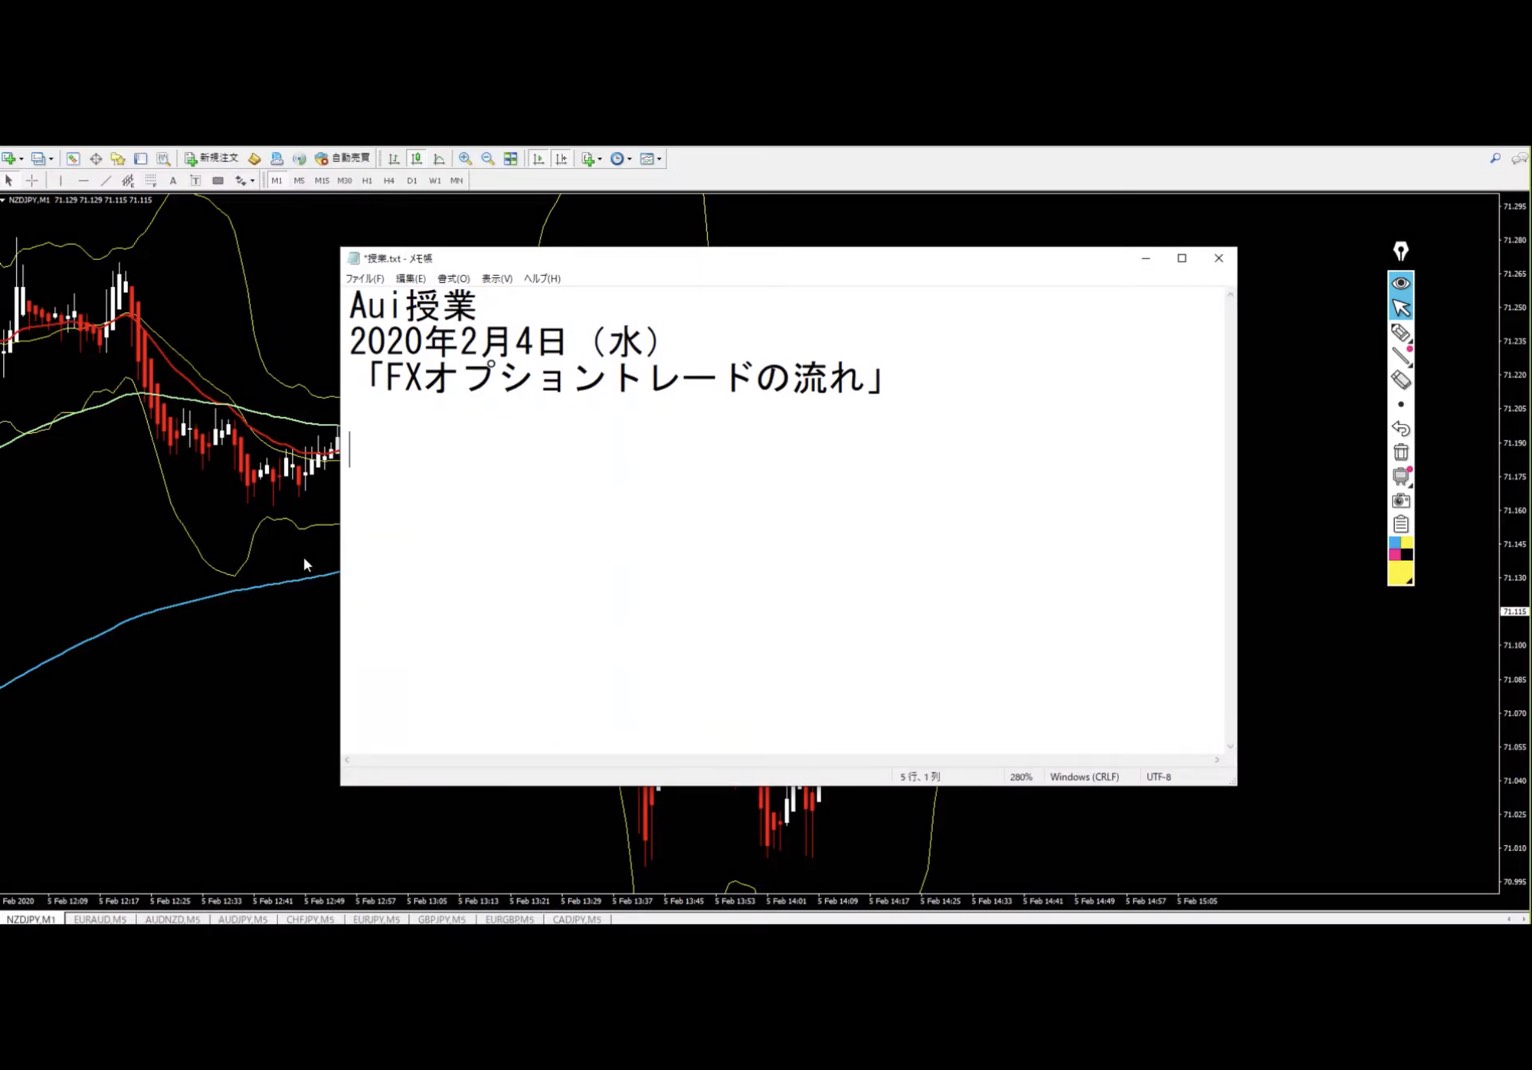 新規注文
自動売買
A
T
M1 M5 M15 M30 H1 H4 D1 W1 MN
NZDJPY,M1 71.129 71.129 71.115 71.115
*授業.txt - メモ帳
ファイル(F) 編集(E) 書式(O) 表示(V) ヘルプ(H)
Aui授業
2020年2月4日（水）
「FXオプショントレードの流れ」
5 行、1 列
280%
Windows (CRLF)
UTF-8
71.295
71.280
71.265
71.250
71.235
71.220
71.205
71.190
71.175
71.160
71.145
71.130
71.115
71.100
71.085
71.070
71.055
71.040
71.025
71.010
70.995
Feb 2020 5 Feb 12:09 5 Feb 12:17 5 Feb 12:25 5 Feb 12:33 5 Feb 12:41 5 Feb 12:49 5 Feb 12:57 5 Feb 13:05 5 Feb 13:13 5 Feb 13:21 5 Feb 13:29 5 Feb 13:37 5 Feb 13:45 5 Feb 13:53 5 Feb 14:01 5 Feb 14:09 5 Feb 14:17 5 Feb 14:25 5 Feb 14:33 5 Feb 14:41 5 Feb 14:49 5 Feb 14:57 5 Feb 15:05
NZDJPY,M1 EURAUD,M5 AUDNZD,M5 AUDJPY,M5 CHFJPY,M5 EURJPY,M5 GBPJPY,M5 EURGBP,M5 CADJPY,M5